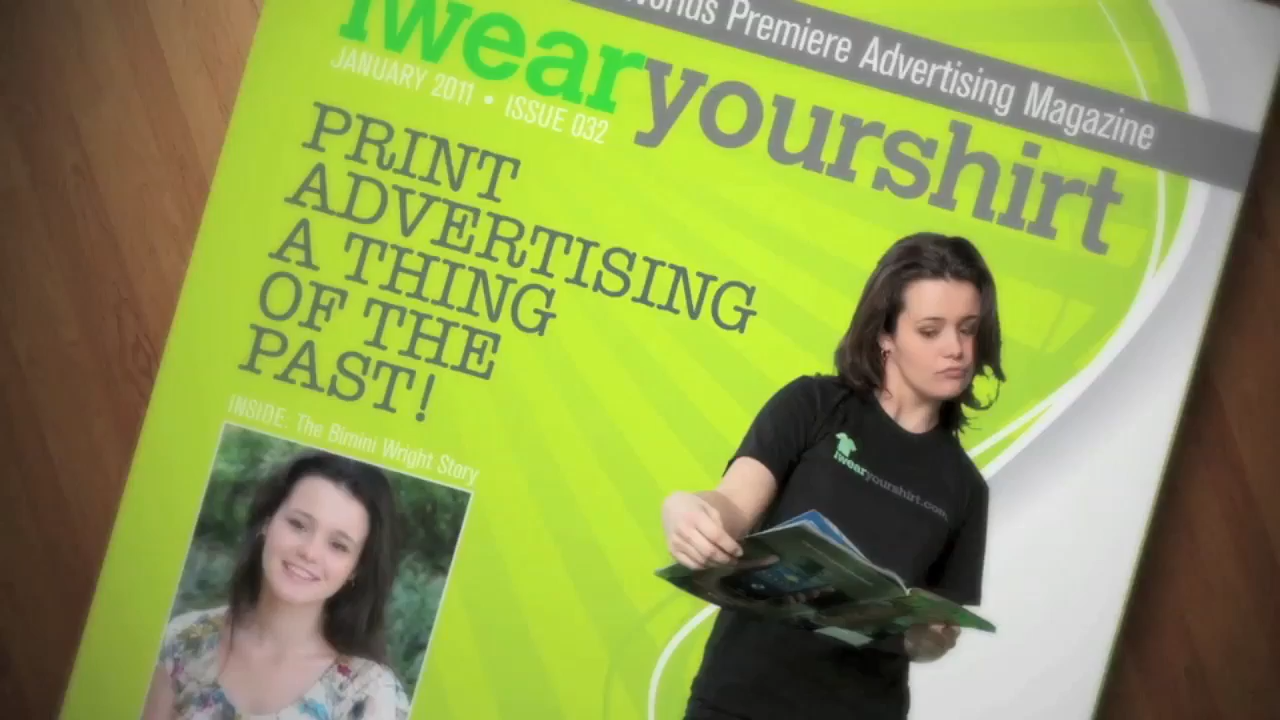 Worlds Premiere Advertising Magazine
iwearyourshirt
JANUARY 2011 • ISSUE 032
PRINT
ADVERTISING
A THING
OF THE
PAST!
INSIDE: The Bimini Wright Story
iwearyourshirt.com